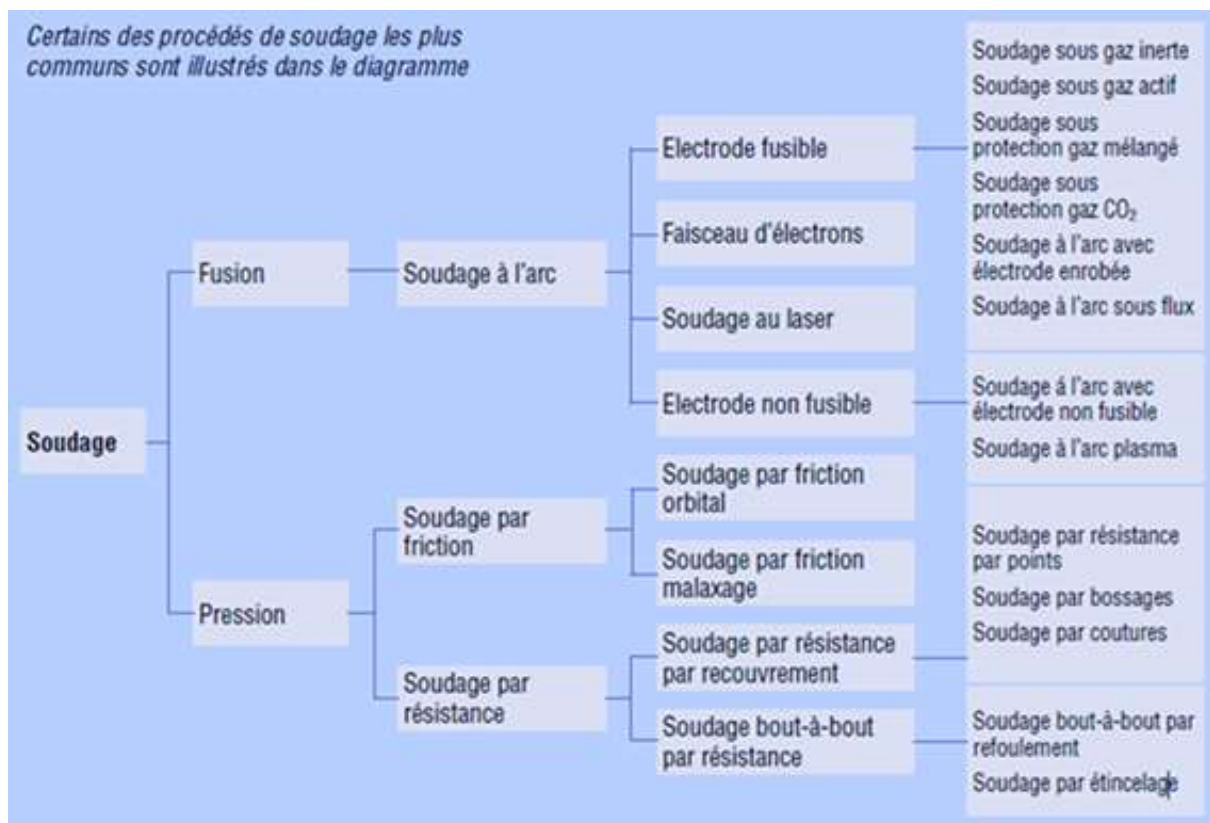 Certains des procédés de soudage les plus
communs sont illustrés dans le diagramme
Soudage
Fusion
Pression
Soudage à l'arc
Soudage par
friction
Soudage par
résistance
Electrode fusible
Faisceau d'électrons
Soudage au laser
Electrode non fusible
Soudage par friction
orbital
Soudage par friction
malaxage
Soudage par résistance
par recouvrement
Soudage bout-à-bout
par résistance
Soudage sous gaz inerte
Soudage sous gaz actif
Soudage sous
protection gaz mélangé
Soudage sous
protection gaz CO₂
Soudage à l'arc avec
électrode enrobée
Soudage à l'arc sous flux
Soudage á l'arc avec
électrode non fusible
Soudage à l'arc plasma
Soudage par résistance
par points
Soudage par bossages
Soudage par coutures
Soudage bout-à-bout par
refoulement
Soudage par étincelage